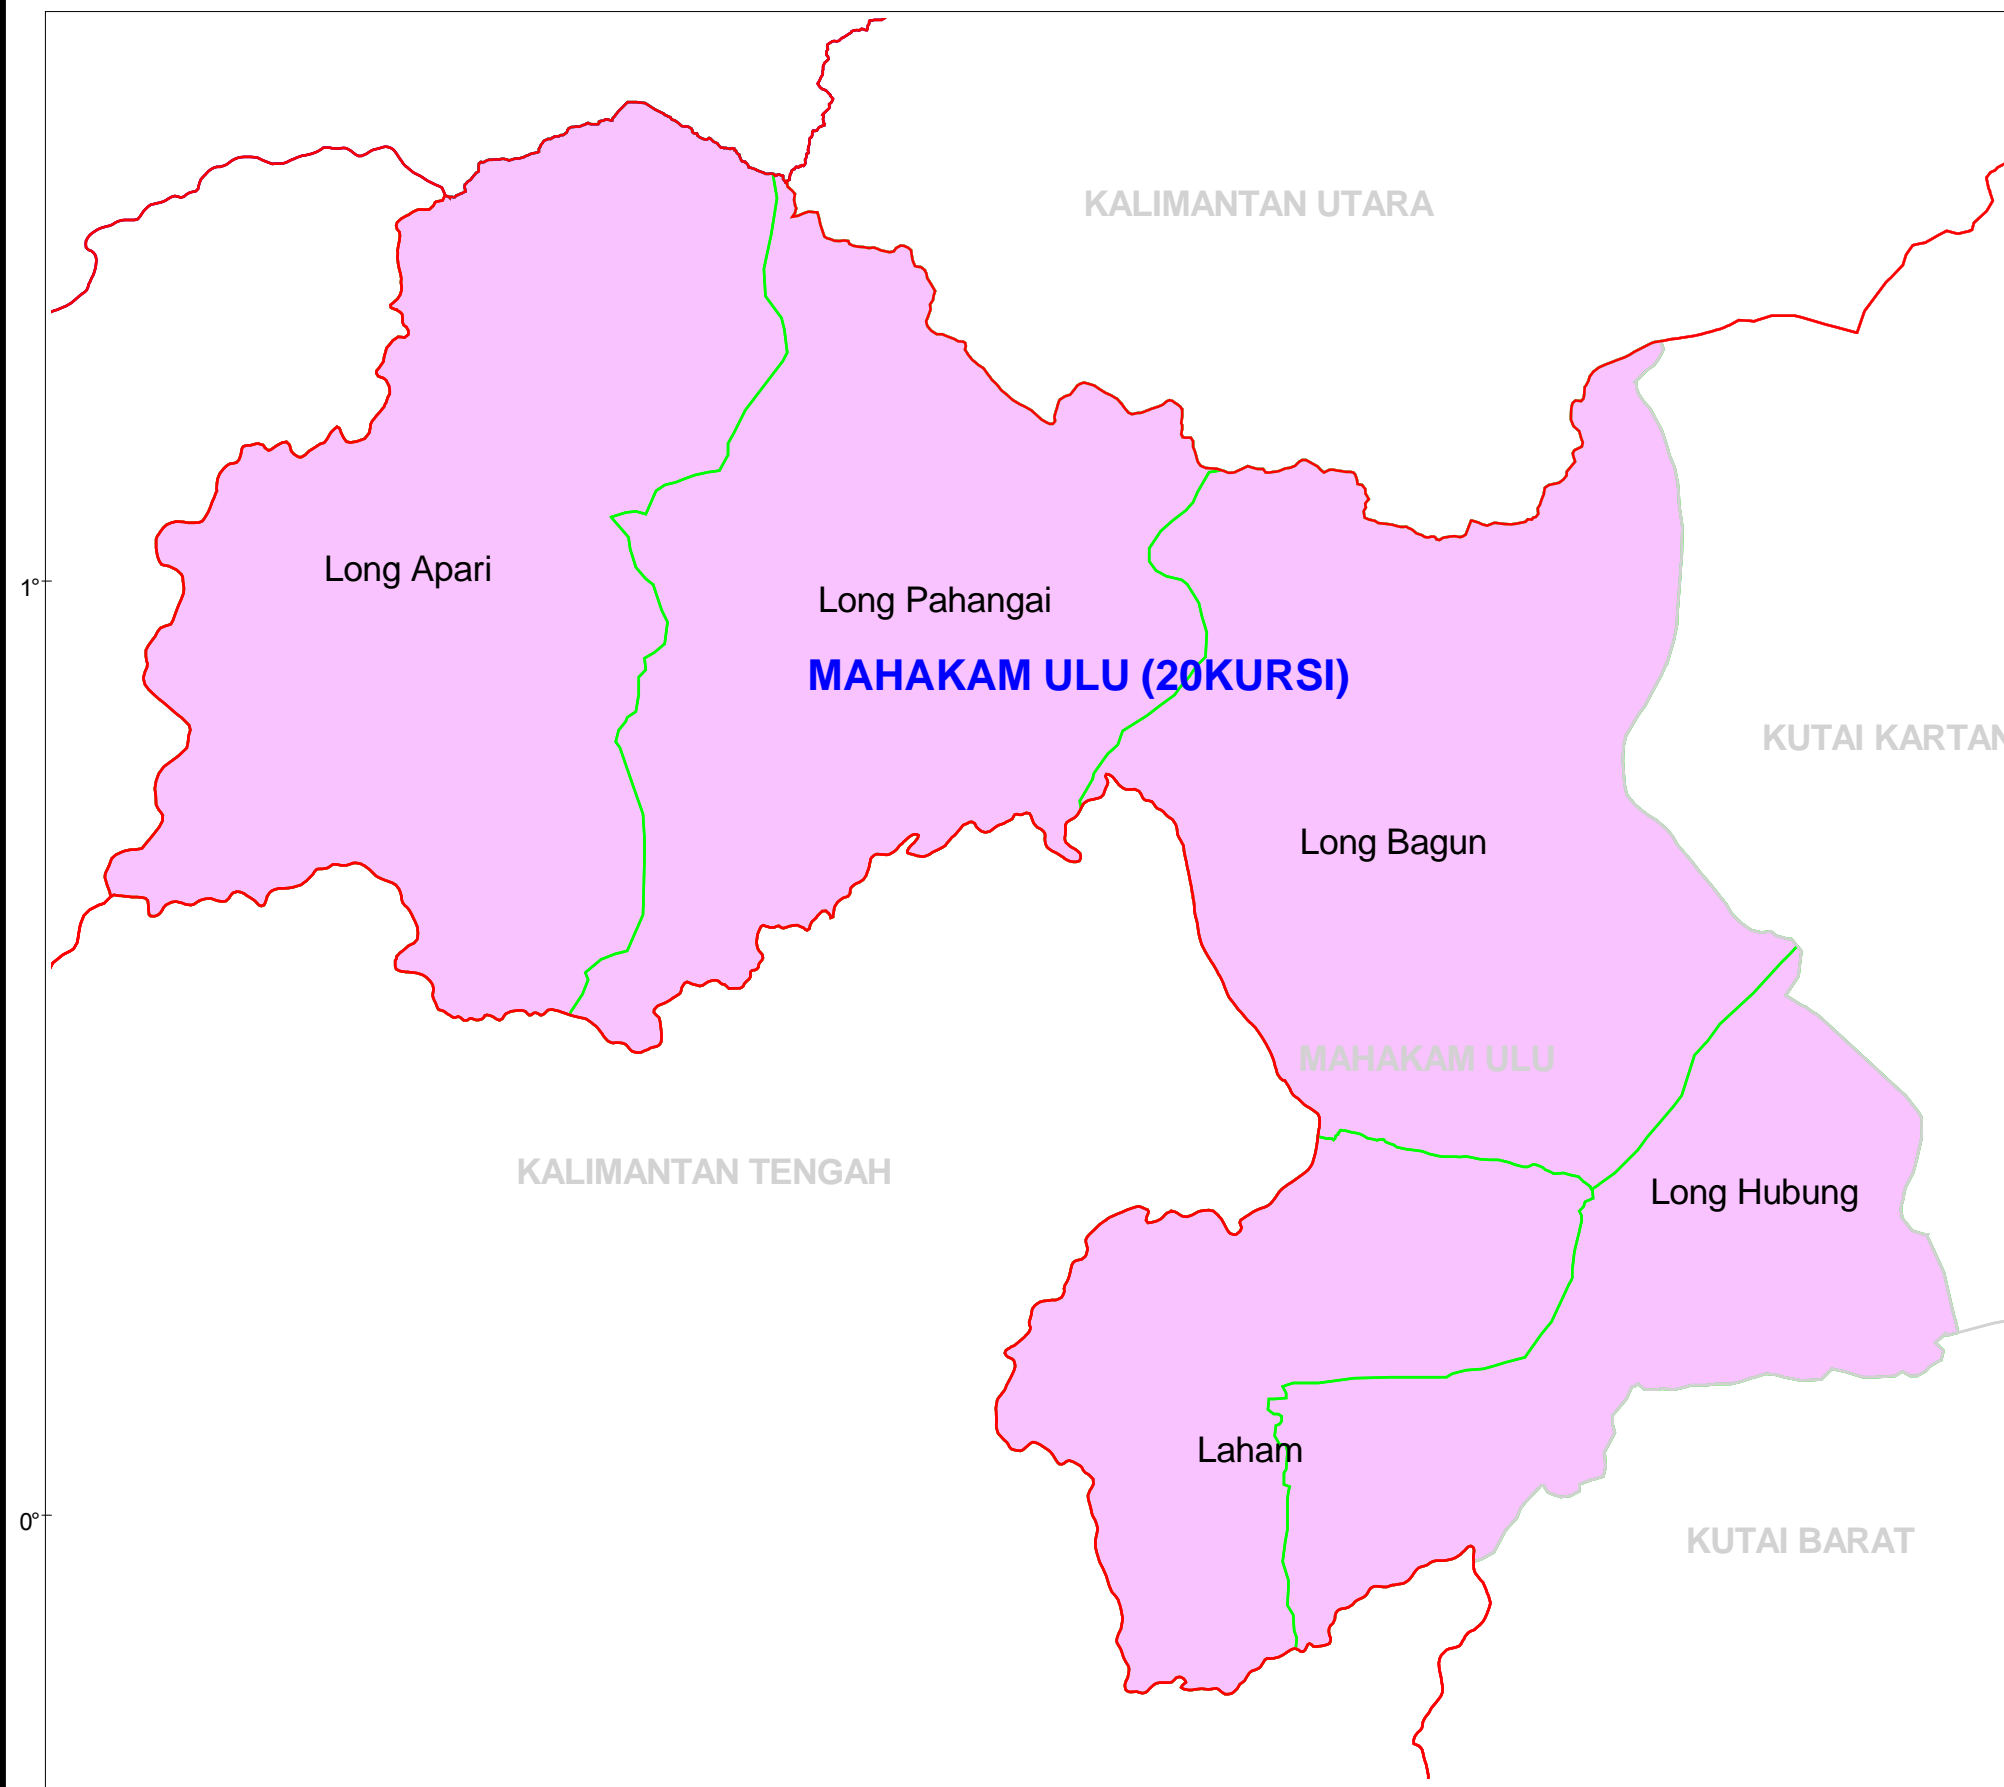 KALIMANTAN UTARA
Long Apari
1°
Long Pahangai
MAHAKAM ULU (20KURSI)
KUTAI KARTAN
Long Bagun
MAHAKAM ULU
KALIMANTAN TENGAH
Long Hubung
Laham
0°
KUTAI BARAT